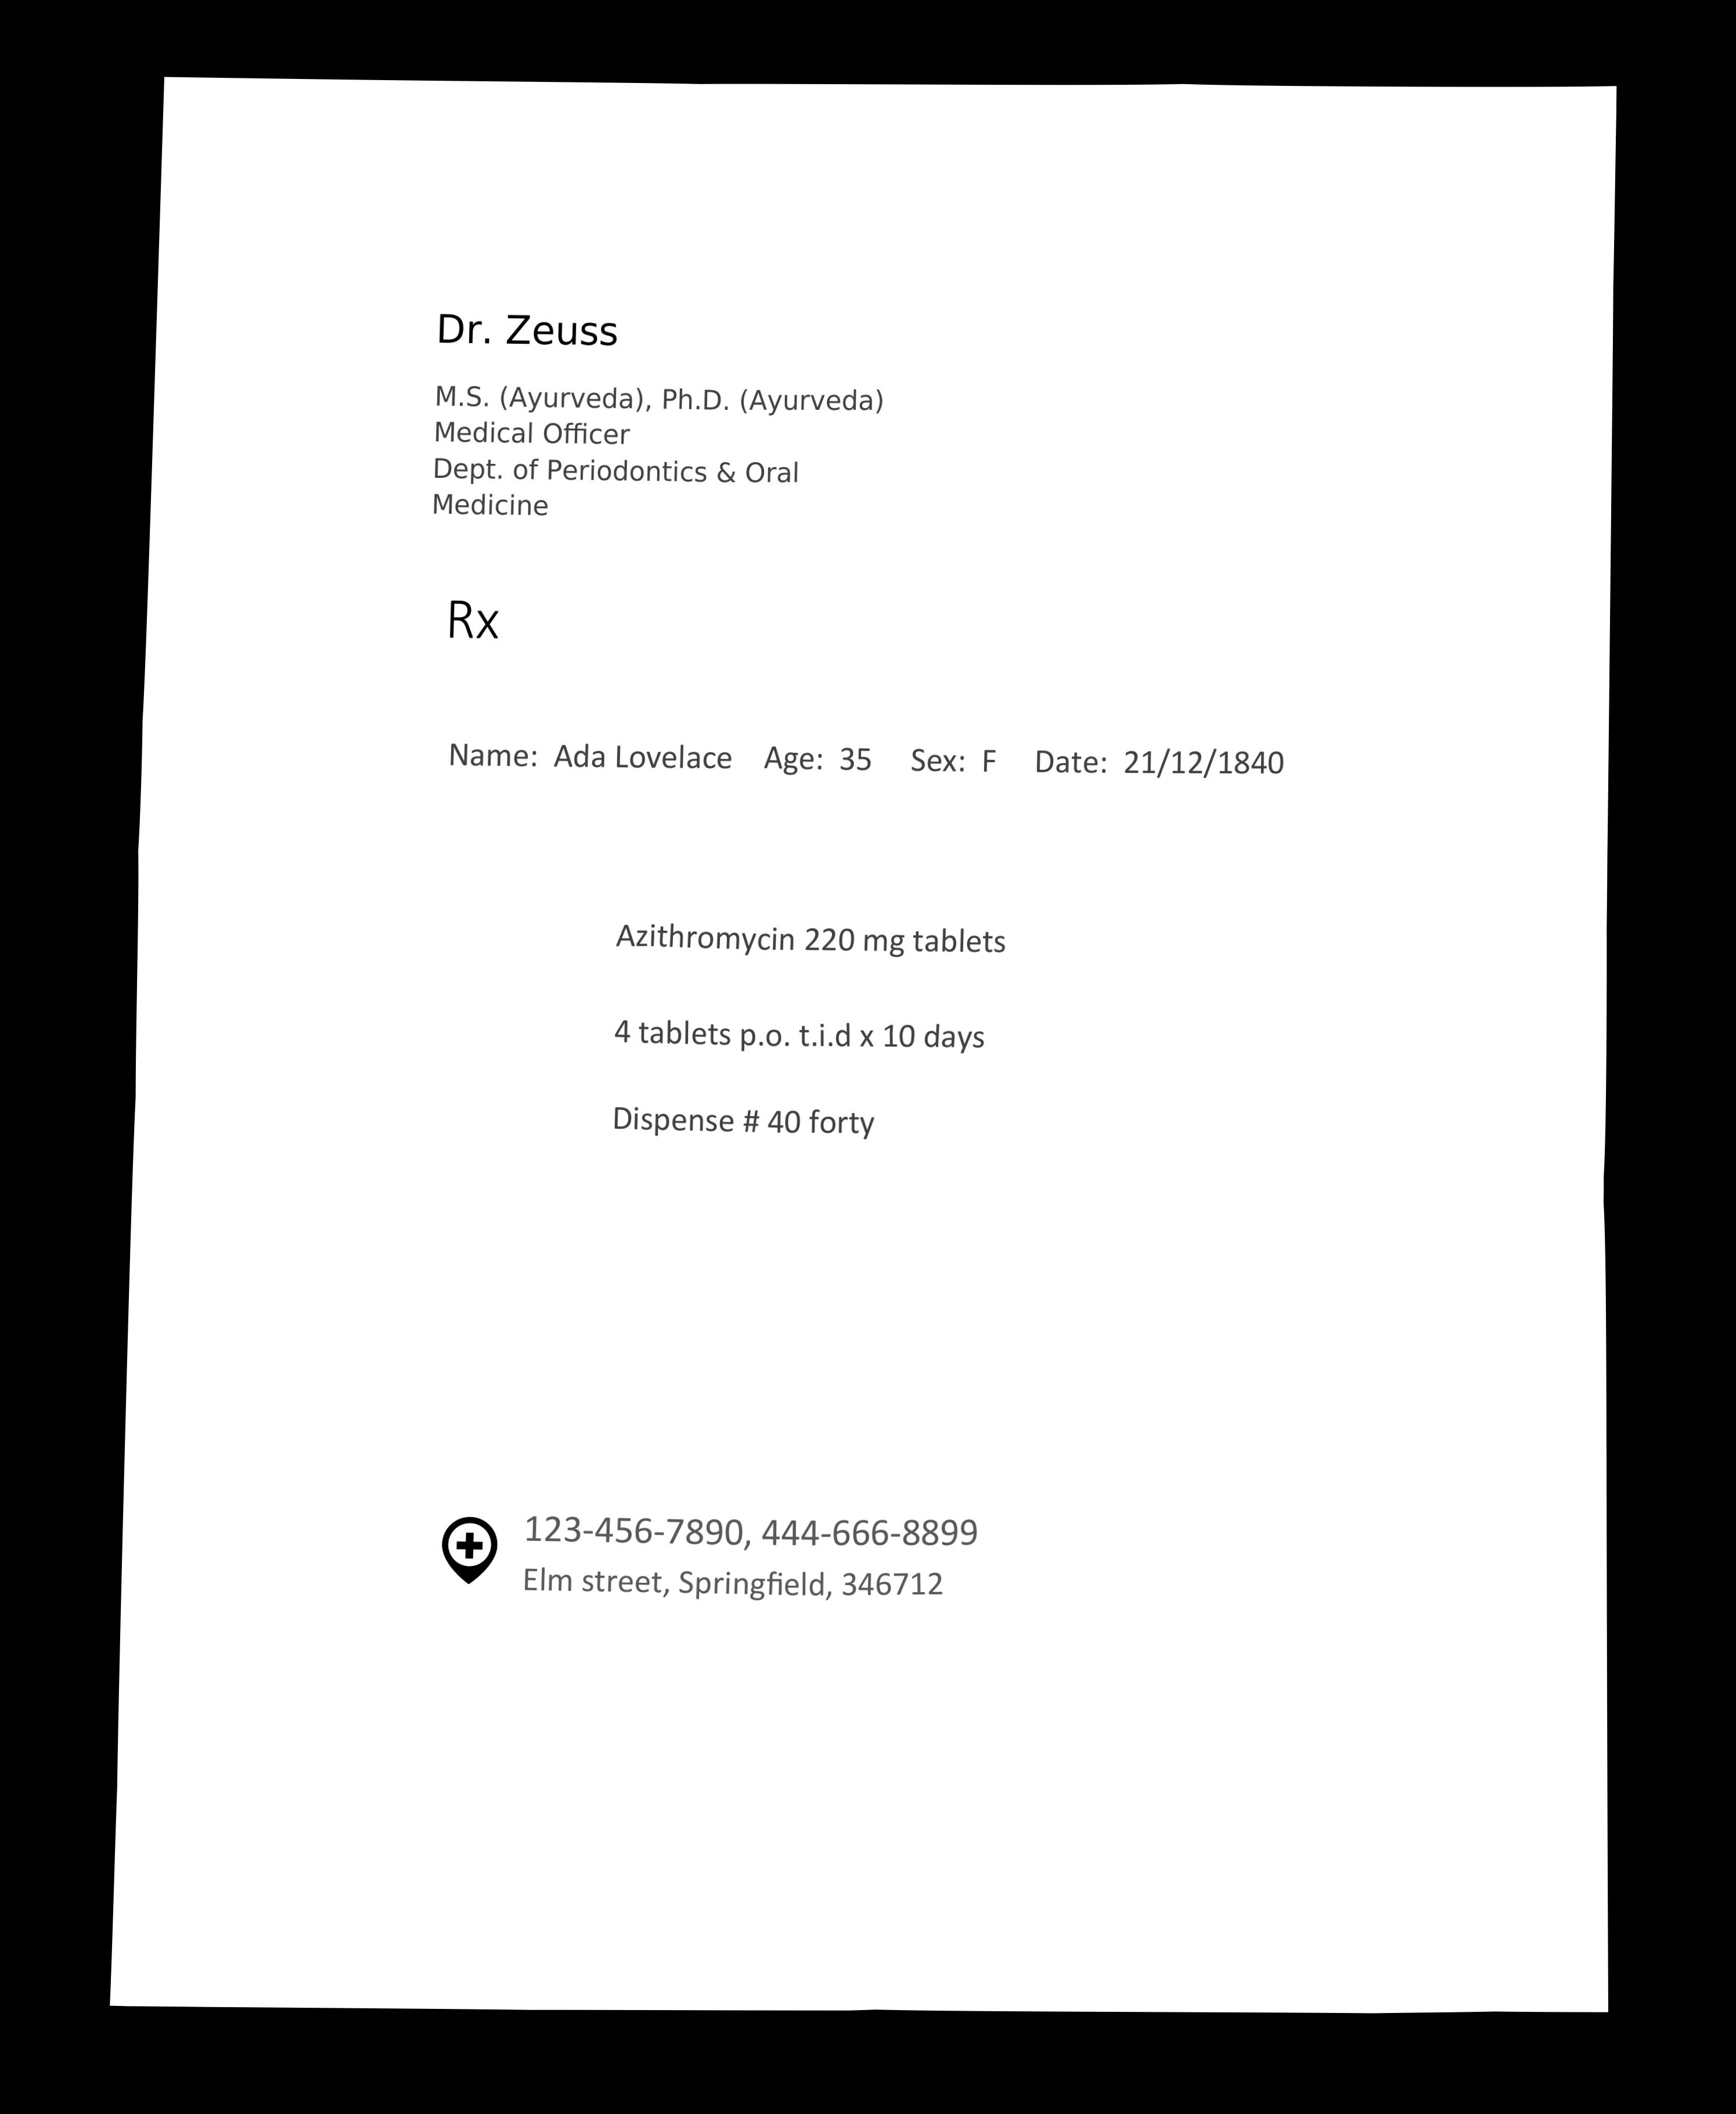 Dr. Zeuss
M.S. (Ayurveda), Ph.D. (Ayurveda)
Medical Officer
Dept. of Periodontics & Oral
Medicine
Rx
Name: Ada Lovelace Age: 35 Sex: F Date: 21/12/1840
Azithromycin 220 mg tablets
4 tablets p.o. t.i.d x 10 days
Dispense # 40 forty
123-456-7890, 444-666-8899
Elm street, Springfield, 346712